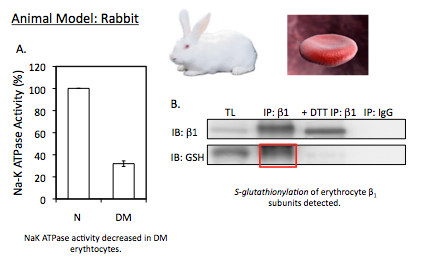 Animal Model: Rabbit
A.
Na-K ATPase Activity (%)
120
100
80
60
40
20
0
N DM
NaK ATPase activity decreased in DM
erythtocytes.
B.
TL IP: β1 + DTT IP: β1 IP: IgG
IB: β1
IB: GSH
S-glutathionylation of erythrocyte β1
subunits detected.